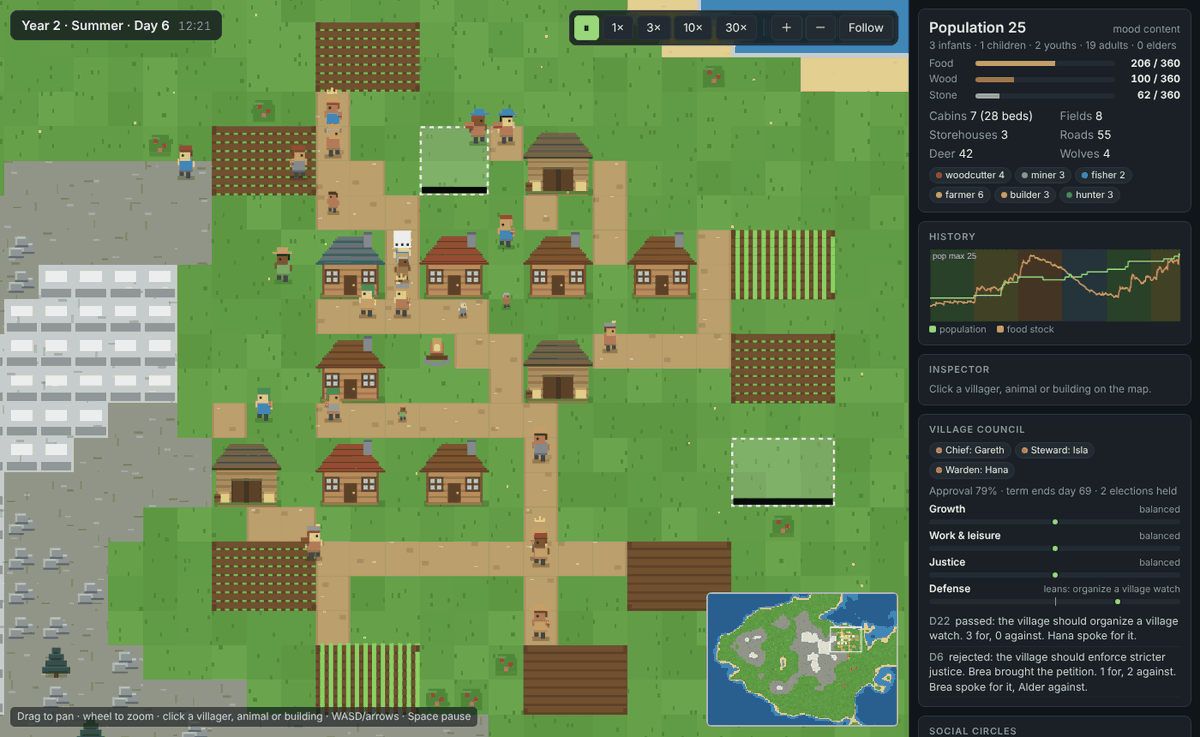 Year 2 · Summer · Day 6 12:21
1× 3× 10× 30× + − Follow
Drag to pan · wheel to zoom · click a villager, animal or building · WASD/arrows · Space pause
Population 25 mood content
3 infants · 1 children · 2 youths · 19 adults · 0 elders
Food 206 / 360
Wood 100 / 360
Stone 62 / 360
Cabins 7 (28 beds) Fields 8
Storehouses 3 Roads 55
Deer 42 Wolves 4
woodcutter 4 miner 3 fisher 2
farmer 6 builder 3 hunter 3
HISTORY
pop max 25
population food stock
INSPECTOR
Click a villager, animal or building on the map.
VILLAGE COUNCIL
Chief: Gareth Steward: Isla
Warden: Hana
Approval 79% · term ends day 69 · 2 elections held
Growth balanced
Work & leisure balanced
Justice balanced
Defense leans: organize a village watch
D22 passed: the village should organize a village
watch. 3 for, 0 against. Hana spoke for it.
D6 rejected: the village should enforce stricter
justice. Brea brought the petition. 1 for, 2 against.
Brea spoke for it, Alder against.
SOCIAL CIRCLES